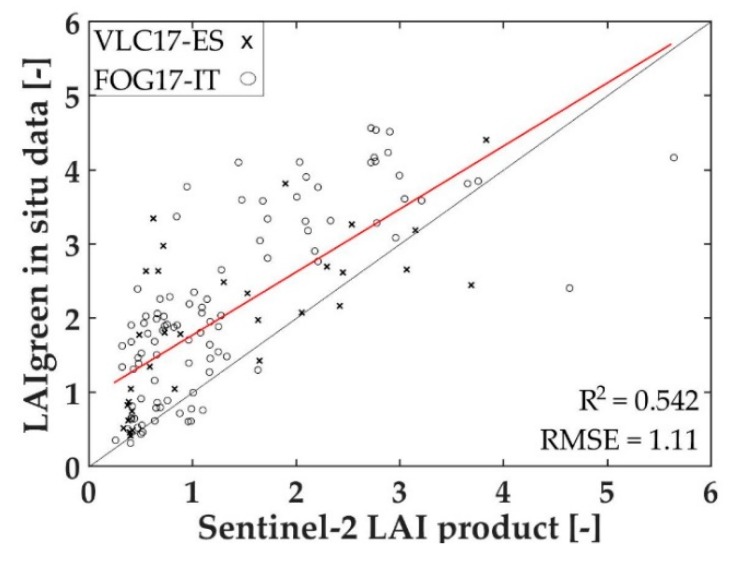 VLC17-ES x
FOG17-IT ○
R² = 0.542
RMSE = 1.11
LAIgreen in situ data [-]
6
5
4
3
2
1
0
0 1 2 3 4 5 6
Sentinel-2 LAI product [-]